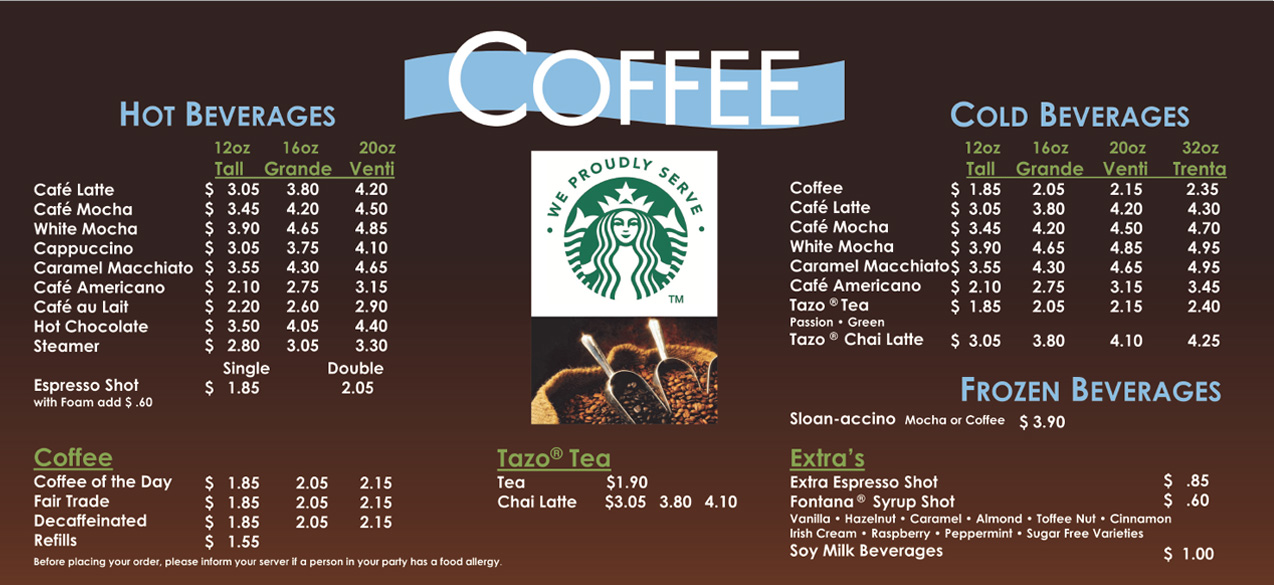 COFFEE
HOT BEVERAGES
12oz 16oz 20oz
Tall Grande Venti
Café Latte $ 3.05 3.80 4.20
Café Mocha $ 3.45 4.20 4.50
White Mocha $ 3.90 4.65 4.85
Cappuccino $ 3.05 3.75 4.10
Caramel Macchiato $ 3.55 4.30 4.65
Café Americano $ 2.10 2.75 3.15
Café au Lait $ 2.20 2.60 2.90
Hot Chocolate $ 3.50 4.05 4.40
Steamer $ 2.80 3.05 3.30
Single Double
Espresso Shot $ 1.85 2.05
with Foam add $ .60
Coffee
Coffee of the Day $ 1.85 2.05 2.15
Fair Trade $ 1.85 2.05 2.15
Decaffeinated $ 1.85 2.05 2.15
Refills $ 1.55
Before placing your order, please inform your server if a person in your party has a food allergy.
• WE PROUDLY SERVE •
TM
Tazo® Tea
Tea $1.90
Chai Latte $3.05 3.80 4.10
COLD BEVERAGES
12oz 16oz 20oz 32oz
Tall Grande Venti Trenta
Coffee $ 1.85 2.05 2.15 2.35
Café Latte $ 3.05 3.80 4.20 4.30
Café Mocha $ 3.45 4.20 4.50 4.70
White Mocha $ 3.90 4.65 4.85 4.95
Caramel Macchiato $ 3.55 4.30 4.65 4.95
Café Americano $ 2.10 2.75 3.15 3.45
Tazo ® Tea $ 1.85 2.05 2.15 2.40
Passion • Green
Tazo ® Chai Latte $ 3.05 3.80 4.10 4.25
FROZEN BEVERAGES
Sloan-accino Mocha or Coffee $ 3.90
Extra's
Extra Espresso Shot $ .85
Fontana ® Syrup Shot $ .60
Vanilla • Hazelnut • Caramel • Almond • Toffee Nut • Cinnamon
Irish Cream • Raspberry • Peppermint • Sugar Free Varieties
Soy Milk Beverages $ 1.00